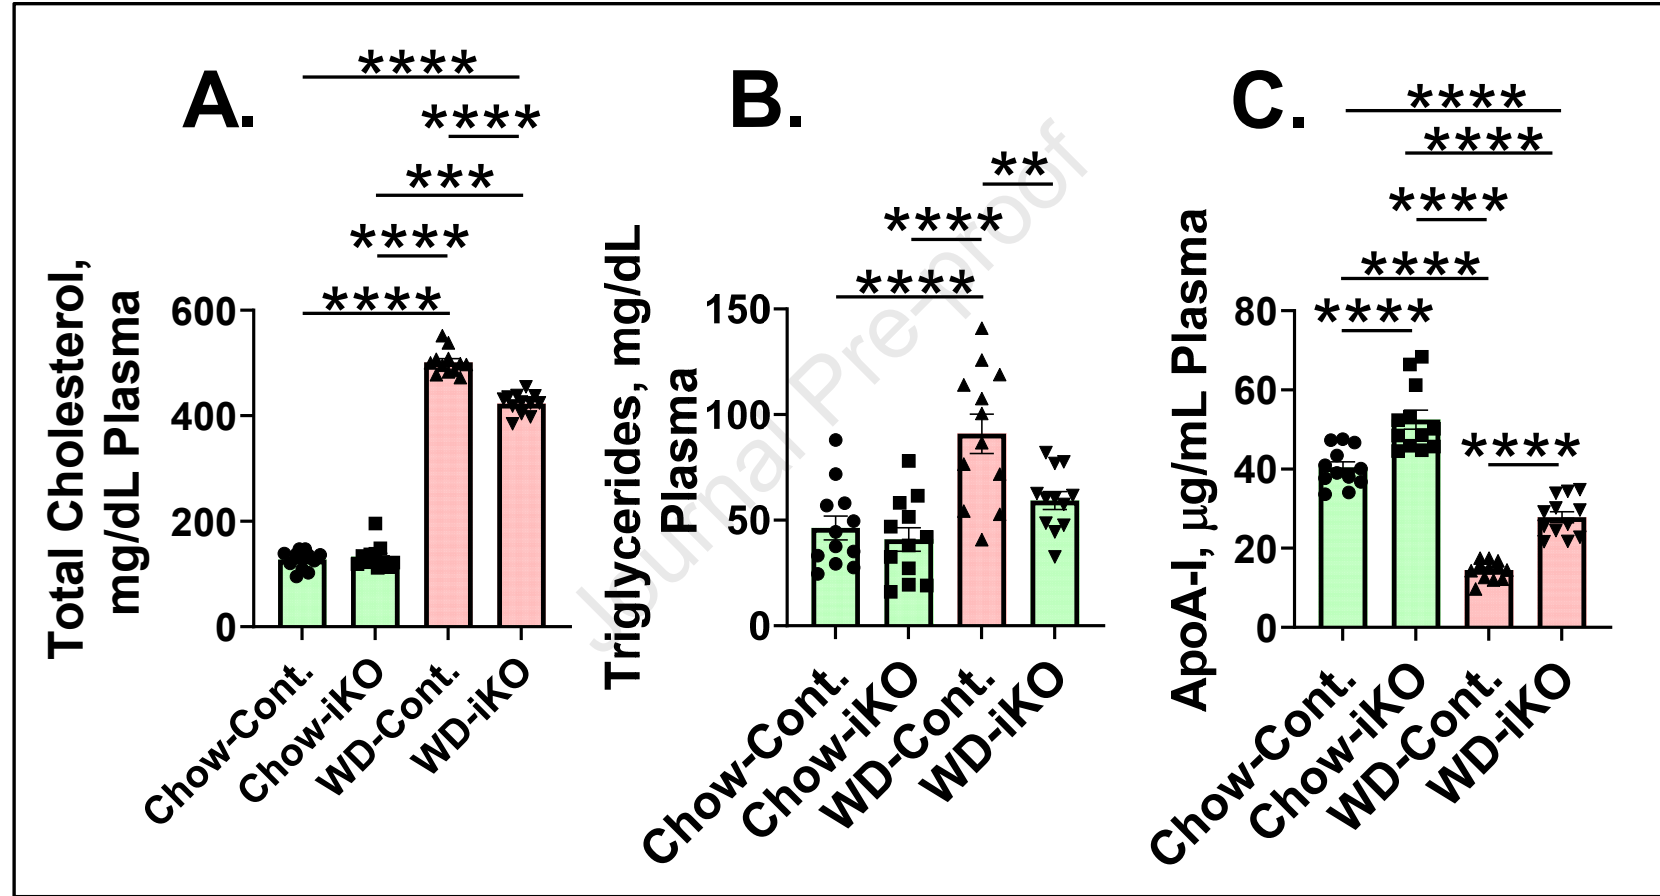 A.
****
****
***
****
****
Total Cholesterol,
mg/dL Plasma
600
400
200
0
Chow-Cont.
Chow-iKO
WD-Cont.
WD-iKO
B.
**
****
****
Triglycerides, mg/dL
Plasma
150
100
50
0
Chow-Cont.
Chow-iKO
WD-Cont.
WD-iKO
C.
****
****
****
****
****
****
ApoA-I, µg/mL Plasma
80
60
40
20
0
Chow-Cont.
Chow-iKO
WD-Cont.
WD-iKO
Journal Pre-proof